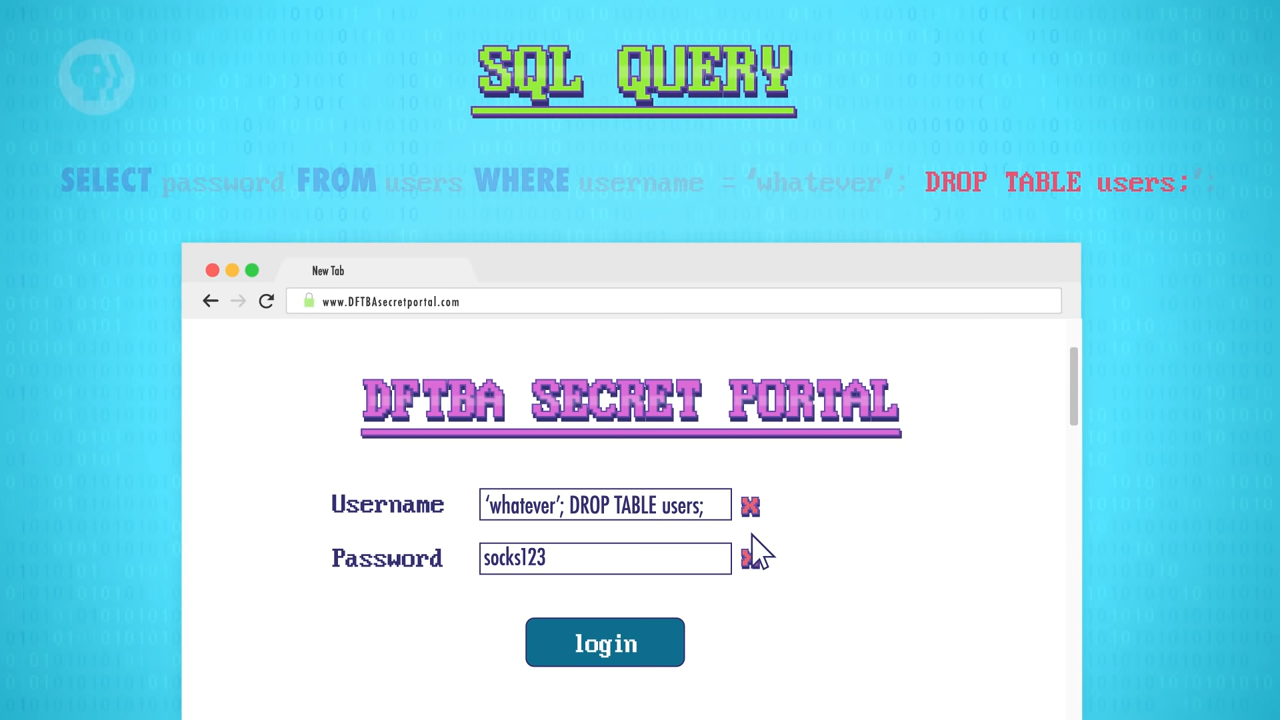 SQL QUERY
SELECT password FROM users WHERE username = ‘whatever’; DROP TABLE users;’;
New Tab
www.DFTBAsecretportal.com
DFTBA SECRET PORTAL
Username ‘whatever’; DROP TABLE users;
Password socks123
login